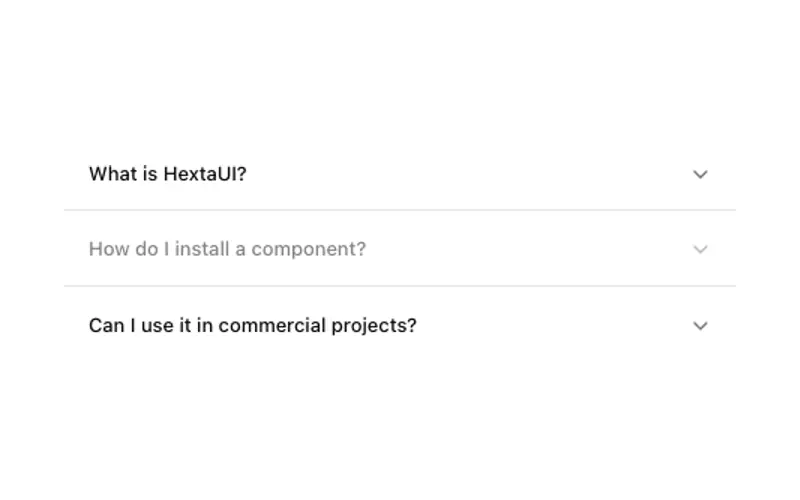 What is HextaUI?
How do I install a component?
Can I use it in commercial projects?